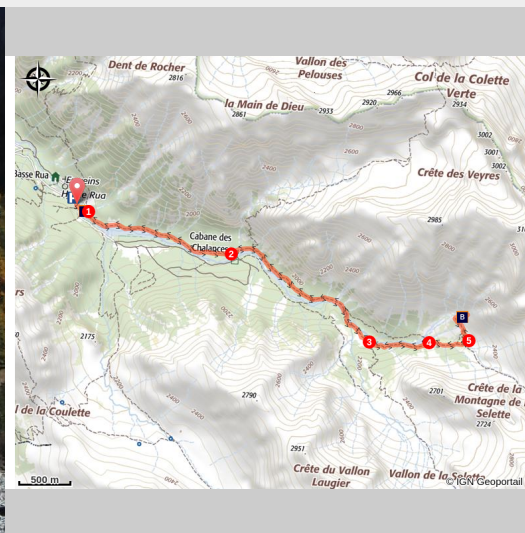 Dent de Rocher
2816
Vallon des
Pelouses
Col de la Colette
Verte
2934
la Main de Dieu
2861
2933
2920
2966
3002
3001
3002
Basse Rua
1
Crête des Veyres
2985
Cabane des
Chalances
2
B
3
4
5
2175
2790
2701
Crête de la
Montagne de
Selette
2724
l de la Coulette
2951
Crête du Vallon
Laugier
Vallon de la Selette
500 m
© IGN Geoportail